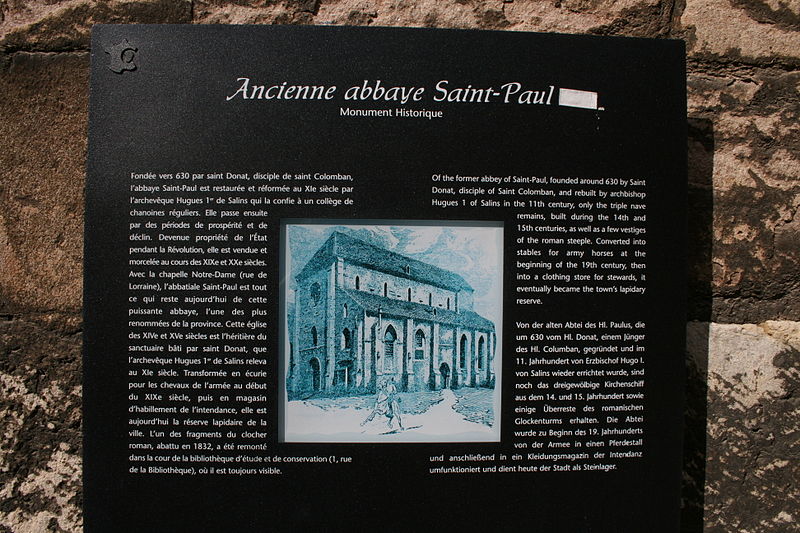 Ancienne abbaye Saint-Paul
Monument Historique
Fondée vers 630 par saint Donat, disciple de saint Colomban,
l'abbaye Saint-Paul est restaurée et réformée au XIe siècle par
l'archevèque Hugues 1er de Salins qui la confie à un collège de
chanoines réguliers. Elle passe ensuite
par des périodes de prospérité et de
déclin. Devenue propriété de l'État
pendant la Révolution, elle est vendue et
morcelée au cours des XIXe et XXe siècles.
Avec la chapelle Notre-Dame (rue de
Lorraine), l'abbatiale Saint-Paul est tout
ce qui reste aujourd'hui de cette
puissante abbaye, l'une des plus
renommées de la province. Cette église
des XIVe et XVe siècles est l'héritière du
sanctuaire bâti par saint Donat, que
l'archevèque Hugues 1er de Salins releva
au XIe siècle. Transformée en écurie
pour les chevaux de l'armée au début
du XIXe siècle, puis en magasin
d'habillement de l'intendance, elle est
aujourd'hui la réserve lapidaire de la
ville. L'un des fragments du clocher
roman, abattu en 1832, a été remonté
dans la cour de la bibliothèque d'étude et de conservation (1, rue
de la Bibliothèque), où il est toujours visible.
Of the former abbey of Saint-Paul, founded around 630 by Saint
Donat, disciple of Saint Colomban, and rebuilt by archbishop
Hugues 1 of Salins in the 11th century, only the triple nave
remains, built during the 14th and
15th centuries, as well as a few vestiges
of the roman steeple. Converted into
stables for army horses at the
beginning of the 19th century, then
into a clothing store for stewards, it
eventually became the town's lapidary
reserve.
Von der alten Abtei des Hl. Paulus, die
um 630 vom Hl. Donat, einem Jünger
des Hl. Columban, gegründet und im
11. Jahrhundert von Erzbischof Hugo I.
von Salins wieder errichtet wurde, sind
noch das dreigewölbige Kirchenschiff
aus dem 14. und 15. Jahrhundert sowie
einige Überreste des romanischen
Glockenturms erhalten. Die Abtei
wurde zu Beginn des 19. Jahrhunderts
von der Armee in einen Pferdestall
und anschließend in ein Kleidungsmagazin der Intendanz
umfunktioniert und dient heute der Stadt als Steinlager.